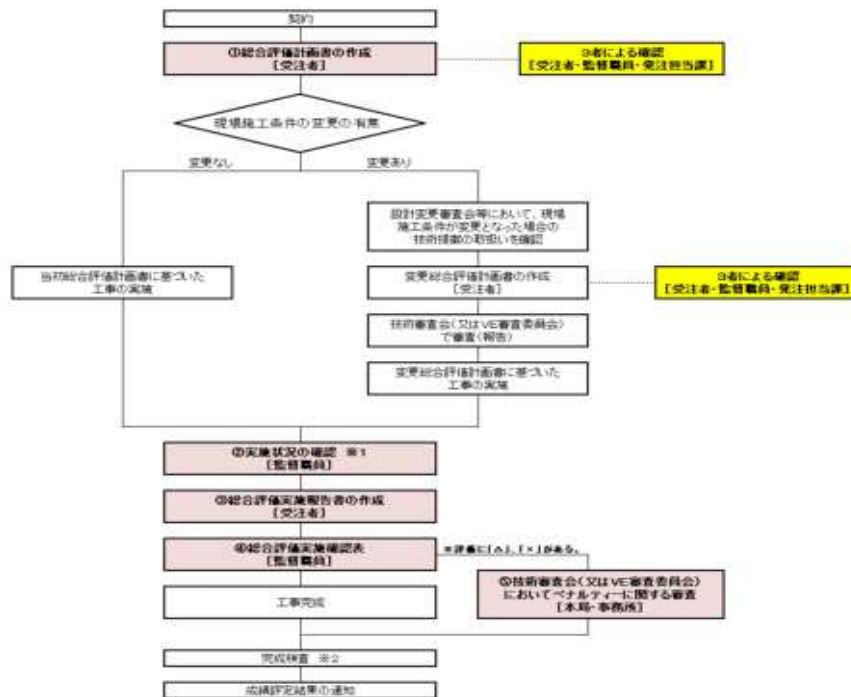 契約
①総合評価計画書の作成
[受注者]
3者による確認
[受注者・監督職員・発注担当課]
現場施工条件の変更の有無
変更なし
変更あり
設計変更審査会等において、現場
施工条件が変更となった場合の
技術提案の取扱いを確認
当初総合評価計画書に基づいた
工事の実施
変更総合評価計画書の作成
[受注者]
3者による確認
[受注者・監督職員・発注担当課]
技術審査会(又はVE審査委員会)
で審査(報告)
変更総合評価計画書に基づいた
工事の実施
②実施状況の確認 ※1
[監督職員]
③総合評価実施報告書の作成
[受注者]
④総合評価実施確認表
[監督職員]
※評価に[△]、[×]がある。
⑤技術審査会(又はVE審査委員会)
においてペナルティーに関する審査
[本局・事務所]
工事完成
完成検査 ※2
成績評定結果の通知